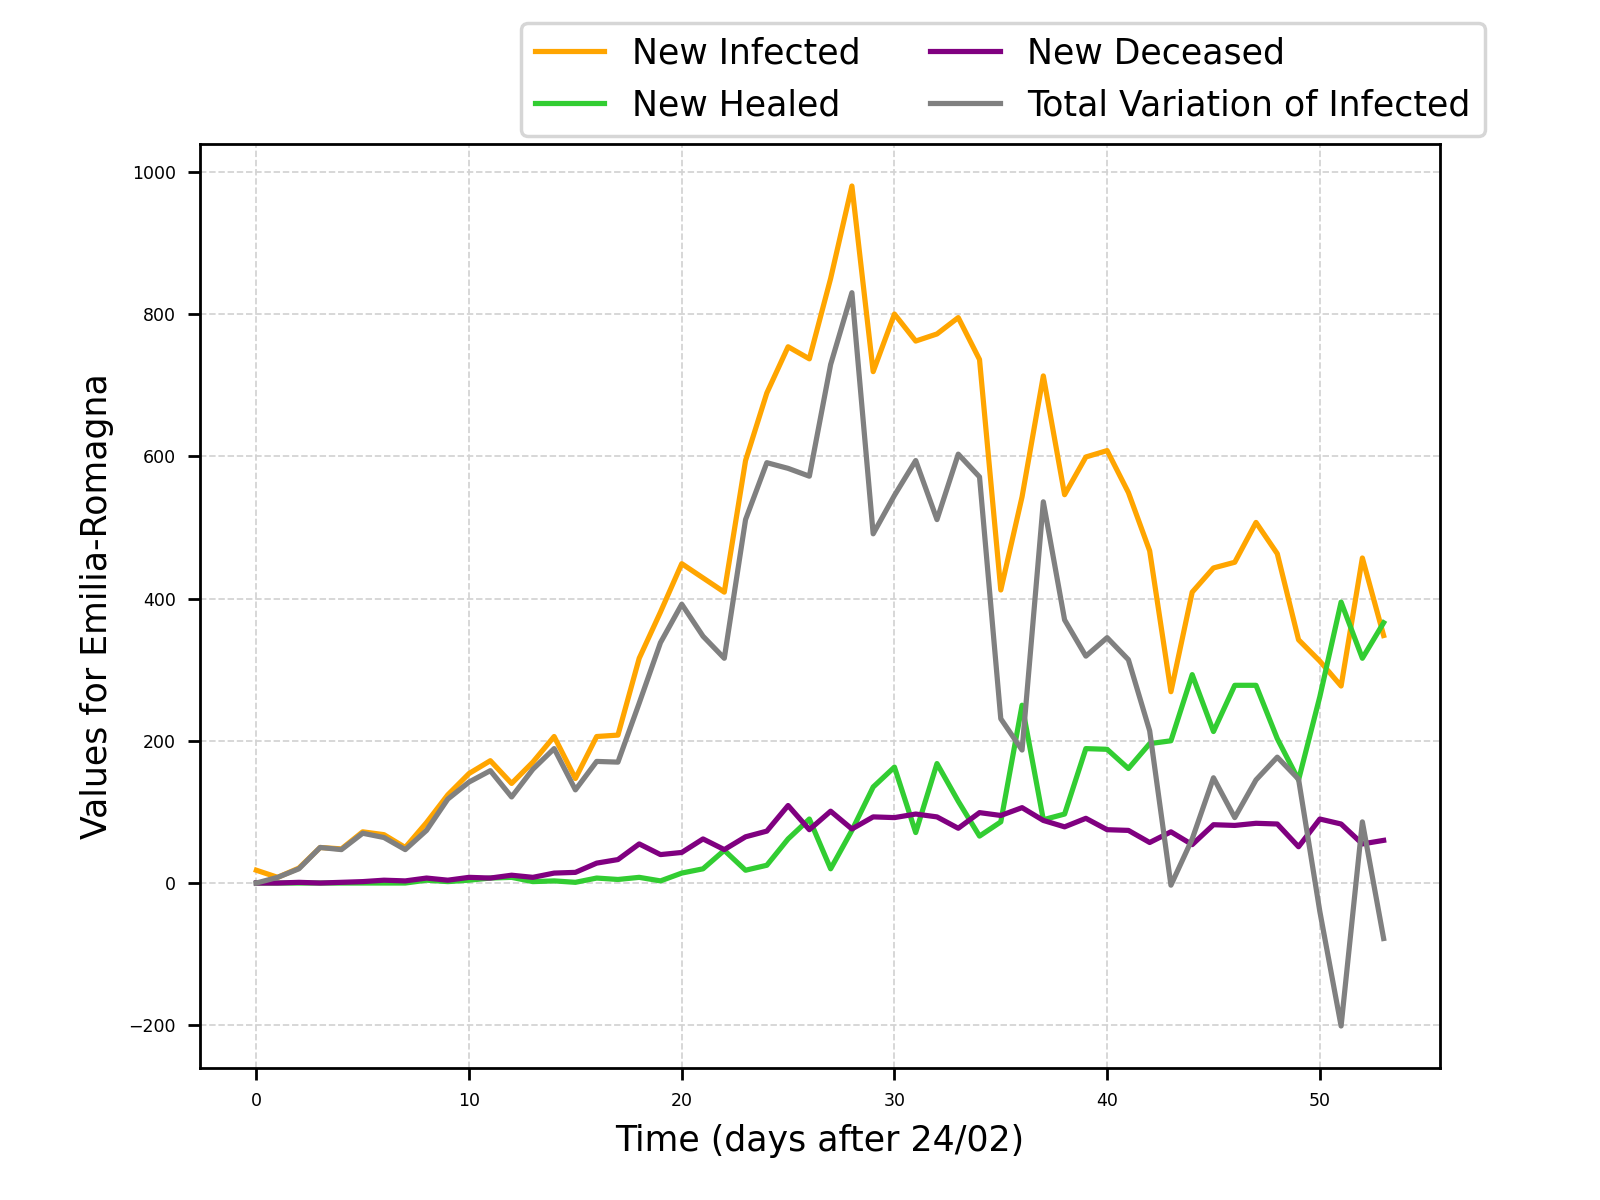 New Infected
New Healed
New Deceased
Total Variation of Infected
1000
800
600
400
200
0
−200
Values for Emilia-Romagna
0 10 20 30 40 50
Time (days after 24/02)